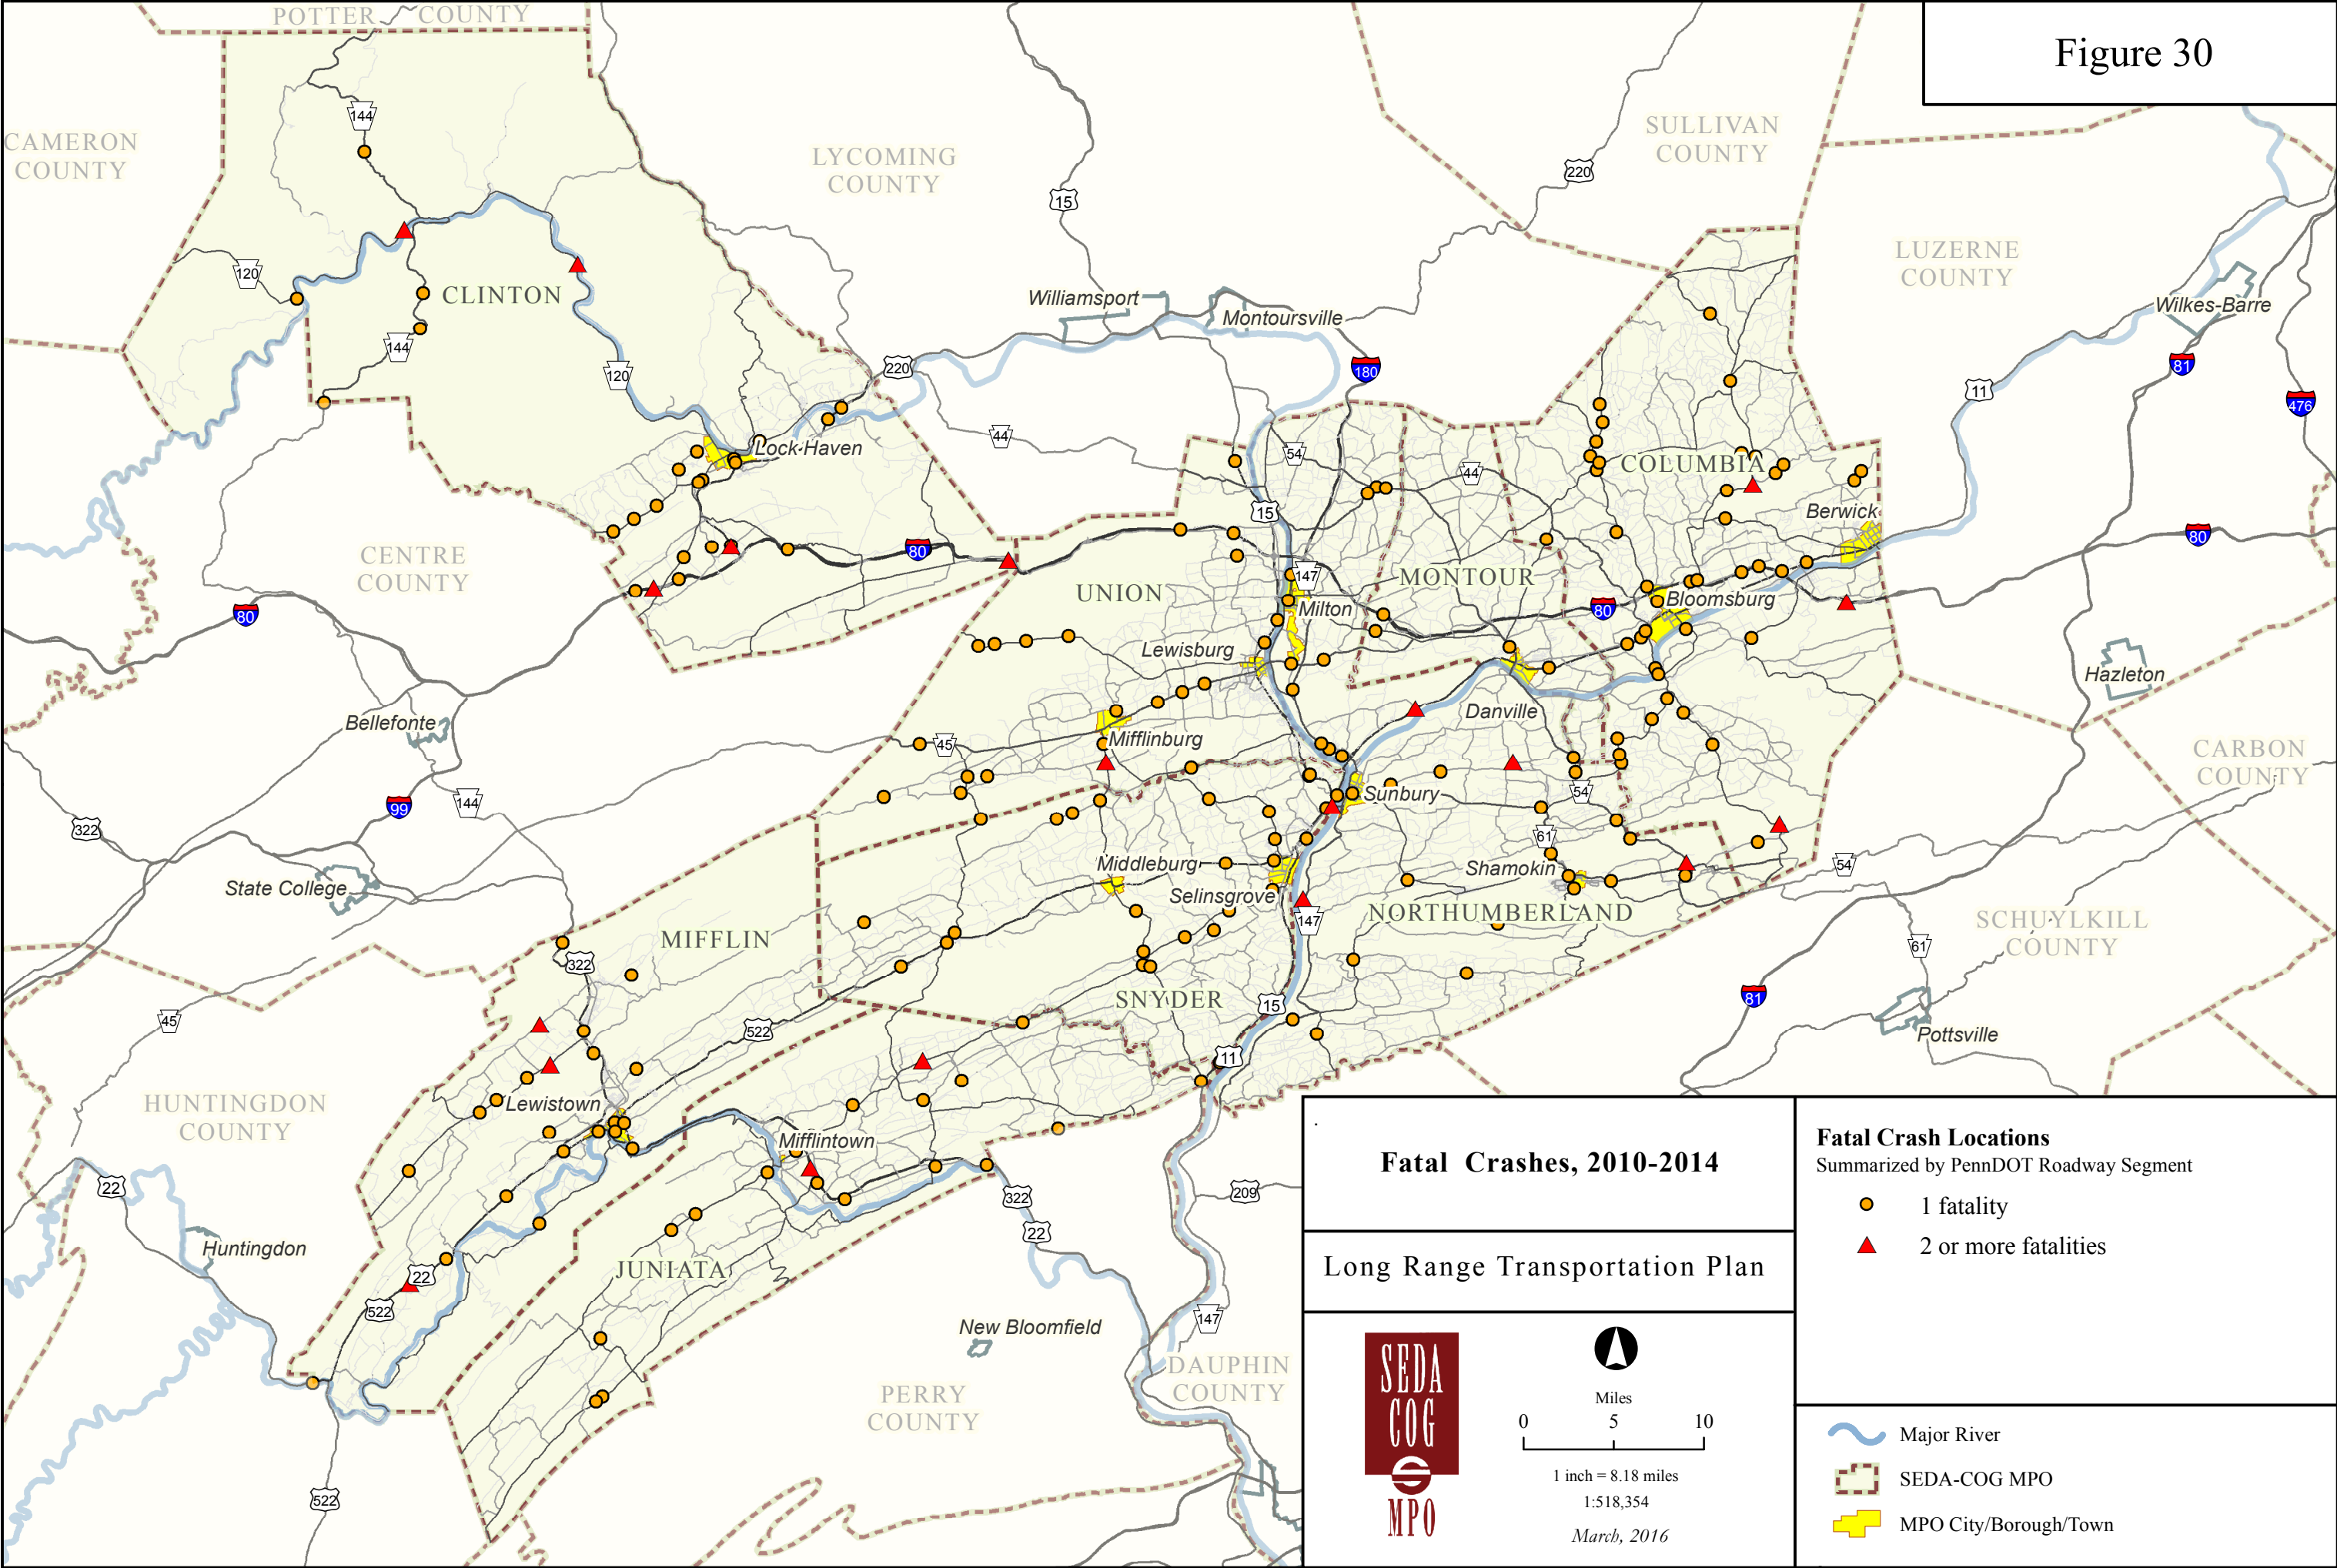 Figure 30
POTTER COUNTY
CAMERON
COUNTY
LYCOMING
COUNTY
SULLIVAN
COUNTY
LUZERNE
COUNTY
144
15
220
120
CLINTON
Williamsport
Montoursville
Wilkes-Barre
144
120
220
180
81
11
476
44
Lock Haven
54
44
COLUMBIA
15
Berwick
CENTRE
COUNTY
80
80
80
147
UNION
MONTOUR
Milton
80
Bloomsburg
Lewisburg
Hazleton
Bellefonte
45
Mifflinburg
Danville
CARBON
COUNTY
99
144
322
Sunbury
54
61
State College
Middleburg
Selinsgrove
Shamokin
54
147
NORTHUMBERLAND
SCHUYLKILL
COUNTY
61
MIFFLIN
322
81
SNYDER
15
45
522
Pottsville
11
HUNTINGDON
COUNTY
Lewistown
Mifflintown
22
322
209
22
Huntingdon
22
522
JUNIATA
147
New Bloomfield
DAUPHIN
COUNTY
PERRY
COUNTY
522
Fatal Crashes, 2010-2014
Long Range Transportation Plan
SEDA
COG
MPO
Miles
0 5 10
1 inch = 8.18 miles
1:518,354
March, 2016
Fatal Crash Locations
Summarized by PennDOT Roadway Segment
1 fatality
2 or more fatalities
Major River
SEDA-COG MPO
MPO City/Borough/Town